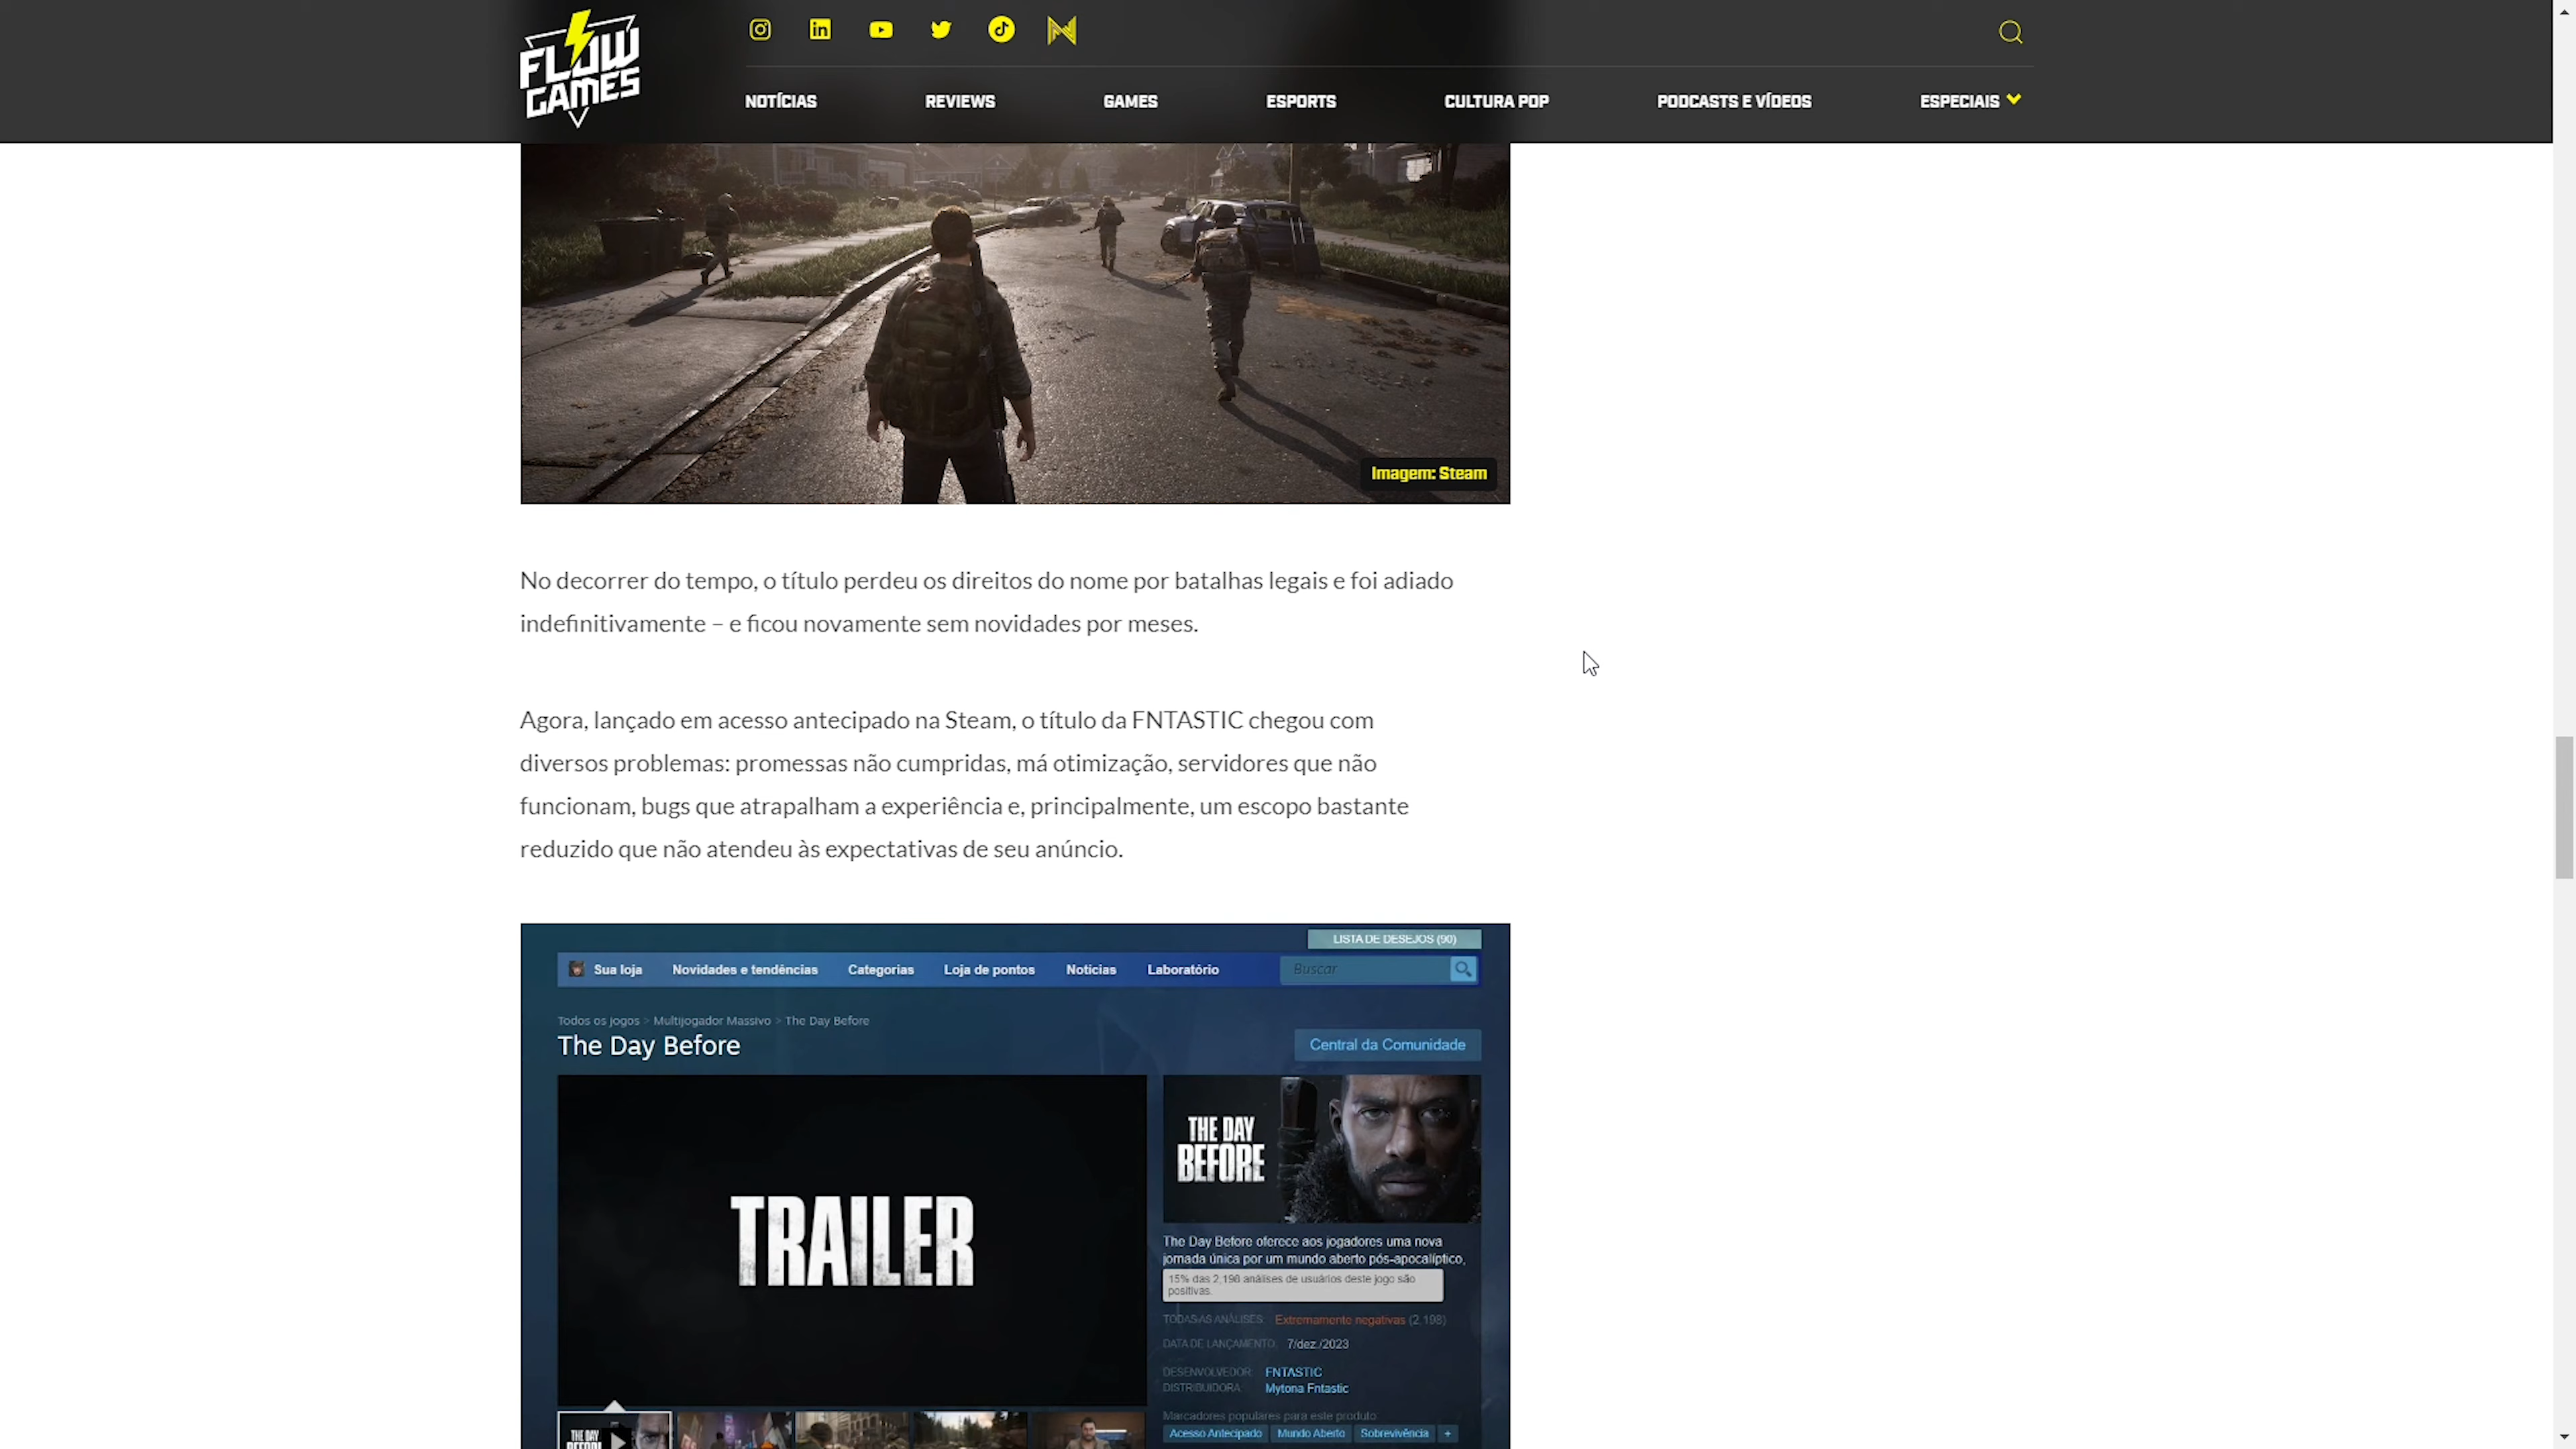 FLOW
GAMES
NOTÍCIAS
REVIEWS
GAMES
ESPORTS
CULTURA POP
PODCASTS E VÍDEOS
ESPECIAIS
Imagem: Steam
No decorrer do tempo, o título perdeu os direitos do nome por batalhas legais e foi adiado
indefinitivamente – e ficou novamente sem novidades por meses.
Agora, lançado em acesso antecipado na Steam, o título da FNTASTIC chegou com
diversos problemas: promessas não cumpridas, má otimização, servidores que não
funcionam, bugs que atrapalham a experiência e, principalmente, um escopo bastante
reduzido que não atendeu às expectativas de seu anúncio.
LISTA DE DESEJOS (90)
Sua loja
Novidades e tendências
Categorias
Loja de pontos
Notícias
Laboratório
Buscar
Todos os jogos > Multijogador Massivo > The Day Before
The Day Before
Central da Comunidade
TRAILER
THE DAY
BEFORE
The Day Before oferece aos jogadores uma nova
jornada única por um mundo aberto pós-apocalíptico,
15% das 2,198 análises de usuários deste jogo são
positivas.
TODAS AS ANÁLISES: Extremamente negativas (2,198)
DATA DE LANÇAMENTO: 7/dez./2023
DESENVOLVEDOR: FNTASTIC
DISTRIBUIDORA: Mytona Fntastic
Marcadores populares para este produto:
Acesso Antecipado
Mundo Aberto
Sobrevivência
+
THE DAY
BEFORE